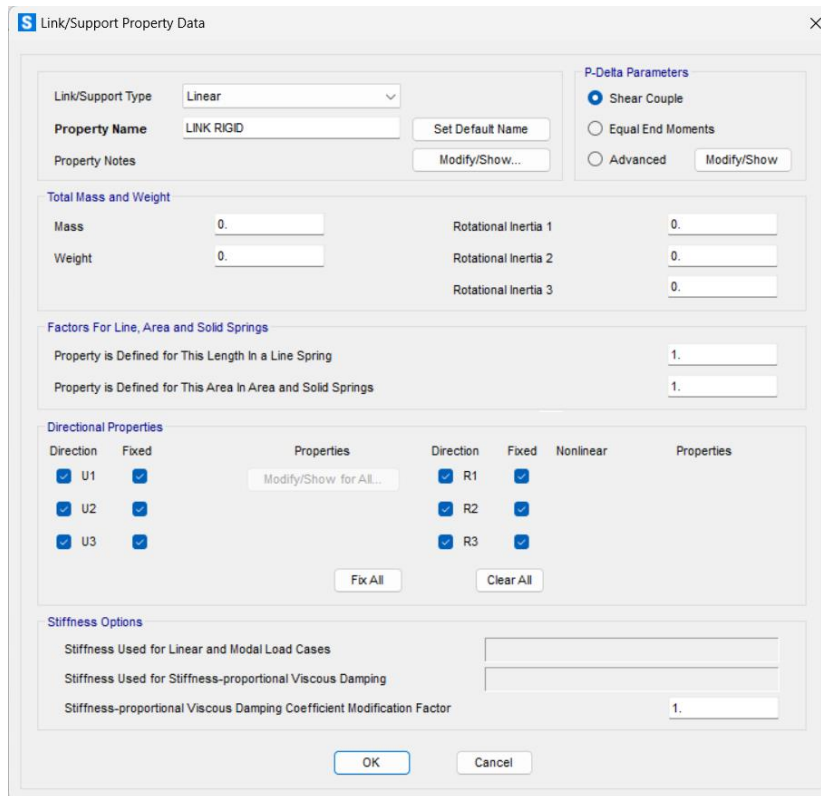 S Link/Support Property Data
P-Delta Parameters
Link/Support Type Linear Shear Couple
Property Name LINK RIGID Set Default Name Equal End Moments
Property Notes Modify/Show... Advanced Modify/Show
Total Mass and Weight
Mass 0. Rotational Inertia 1 0.
Weight 0. Rotational Inertia 2 0.
Rotational Inertia 3 0.
Factors For Line, Area and Solid Springs
Property is Defined for This Length In a Line Spring 1.
Property is Defined for This Area In Area and Solid Springs 1.
Directional Properties
Direction Fixed Properties Direction Fixed Nonlinear Properties
U1 Modify/Show for All... R1
U2 R2
U3 R3
Fix All Clear All
Stiffness Options
Stiffness Used for Linear and Modal Load Cases
Stiffness Used for Stiffness-proportional Viscous Damping
Stiffness-proportional Viscous Damping Coefficient Modification Factor 1.
OK Cancel